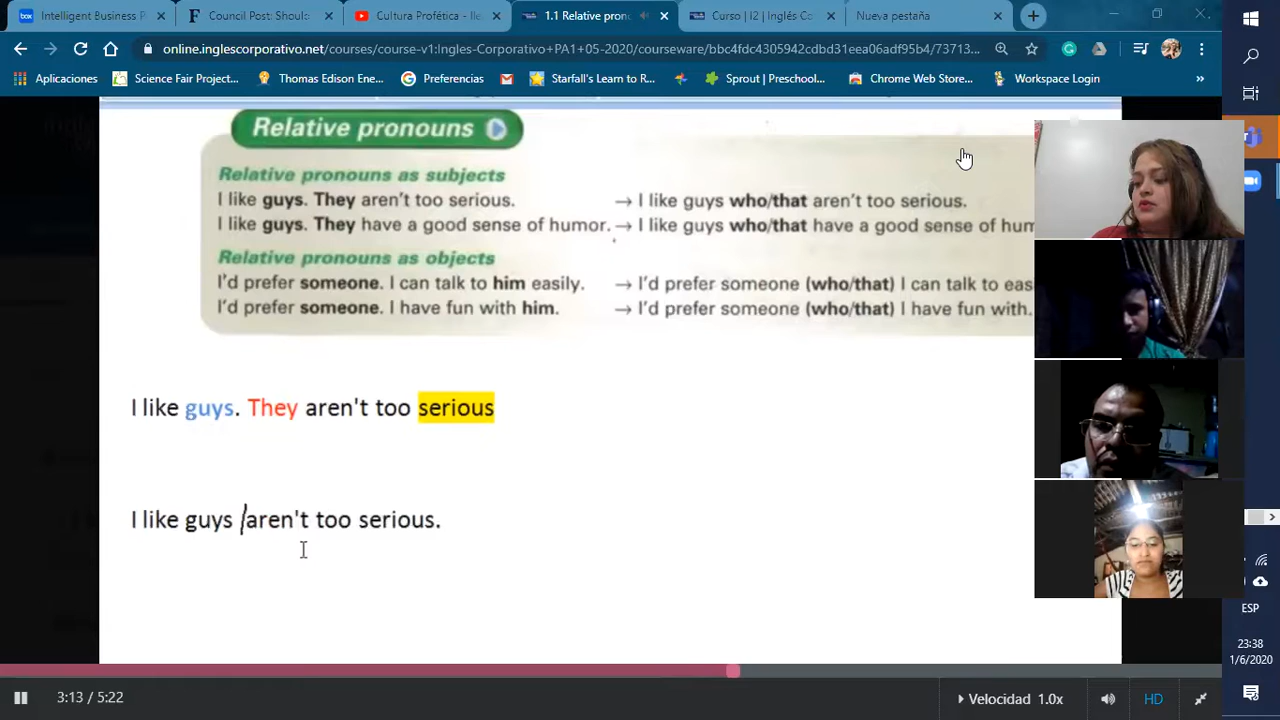 Intelligent Business P
Council Post: Shoul
Cultura Profética - Ile
1.1 Relative pron
Curso | I2 | Inglés C
Nueva pestaña
online.inglescorporativo.net/courses/course-v1:Ingles-Corporativo+PA1+05-2020/courseware/bbc4fdc4305942cdbd31eea06adf95b4/73713...
Aplicaciones
Science Fair Project...
Thomas Edison Ene...
Preferencias
Starfall's Learn to R...
Sprout | Preschool...
Chrome Web Store...
Workspace Login
Relative pronouns
Relative pronouns as subjects
I like guys. They aren't too serious. → I like guys who/that aren't too serious.
I like guys. They have a good sense of humor. → I like guys who/that have a good sense of hum
Relative pronouns as objects
I'd prefer someone. I can talk to him easily. → I'd prefer someone (who/that) I can talk to eas
I'd prefer someone. I have fun with him. → I'd prefer someone (who/that) I have fun with.
I like guys. They aren't too serious
I like guys aren't too serious.
3:13 / 5:22
Velocidad 1.0x
HD
ESP
23:38
1/6/2020